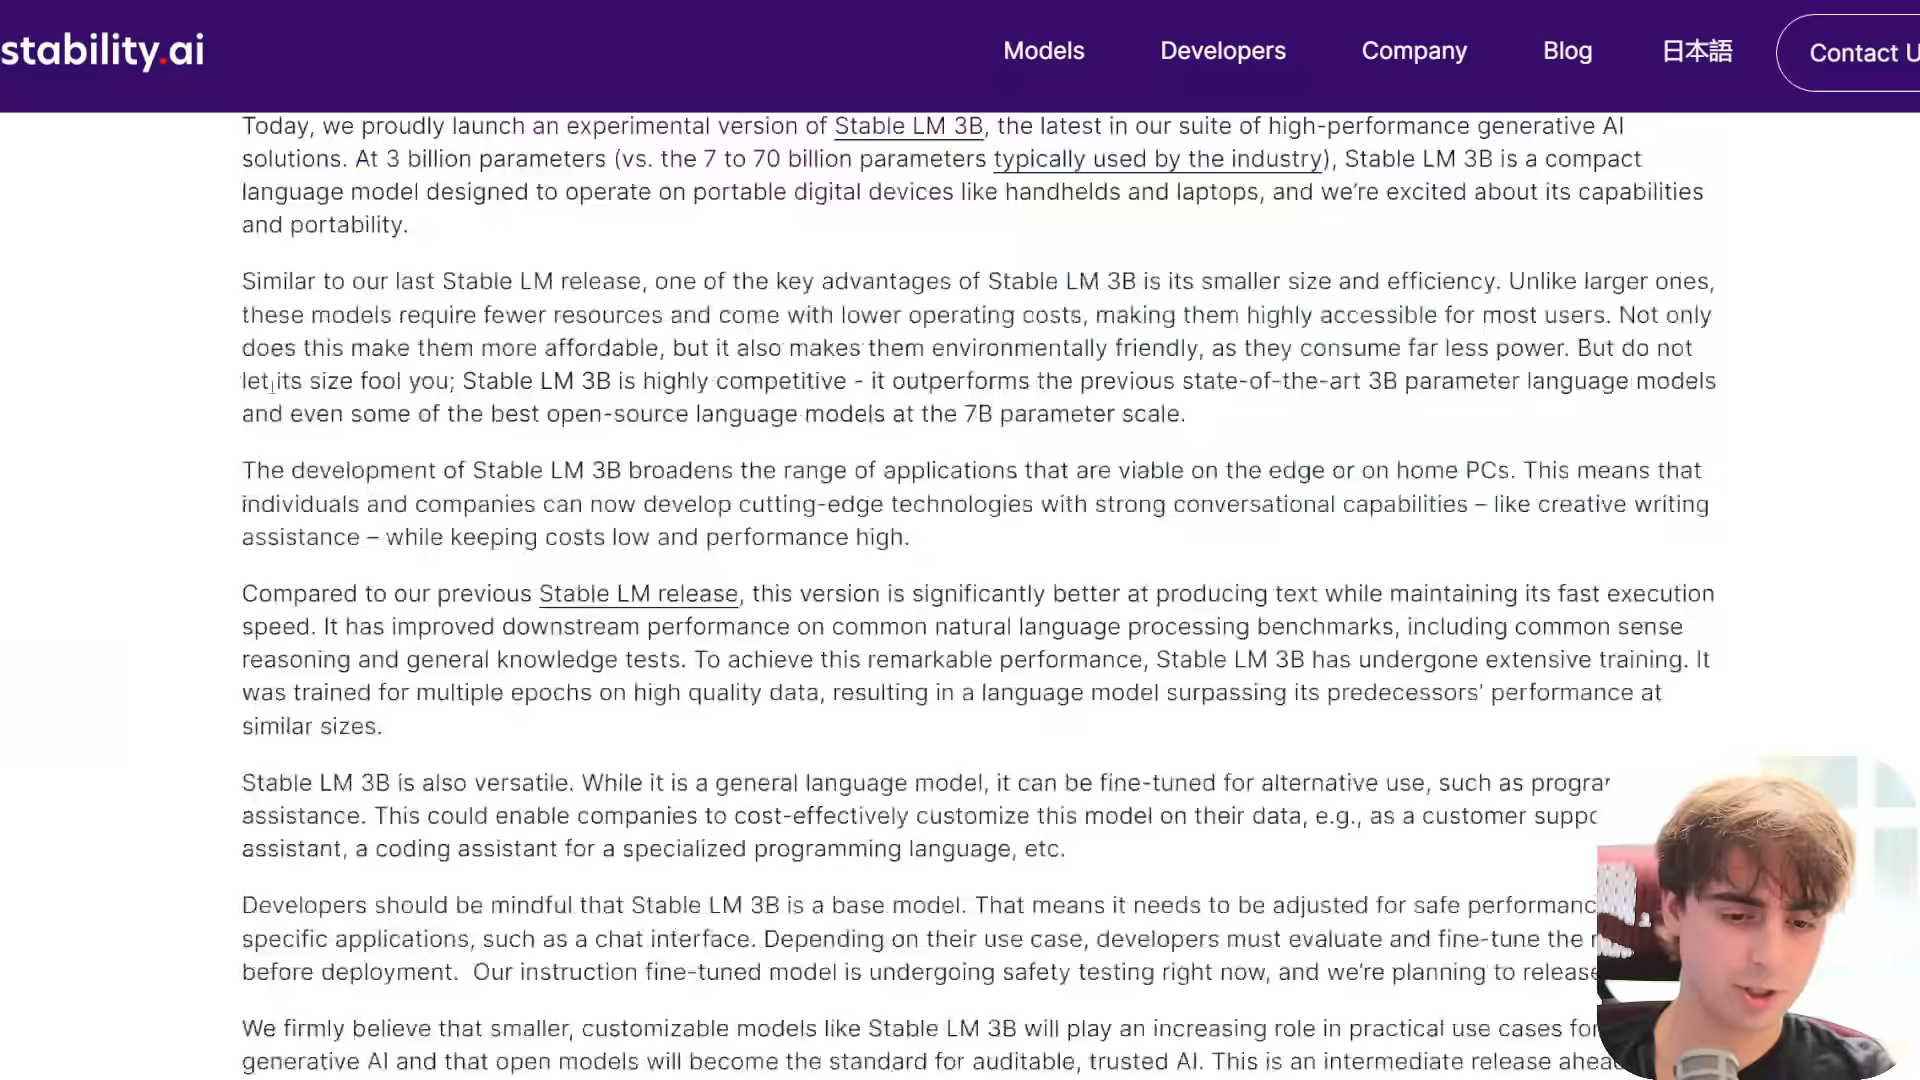 stability.ai
Models
Developers
Company
Blog
日本語
Contact U
Today, we proudly launch an experimental version of Stable LM 3B, the latest in our suite of high-performance generative AI
solutions. At 3 billion parameters (vs. the 7 to 70 billion parameters typically used by the industry), Stable LM 3B is a compact
language model designed to operate on portable digital devices like handhelds and laptops, and we’re excited about its capabilities
and portability.
Similar to our last Stable LM release, one of the key advantages of Stable LM 3B is its smaller size and efficiency. Unlike larger ones,
these models require fewer resources and come with lower operating costs, making them highly accessible for most users. Not only
does this make them more affordable, but it also makes them environmentally friendly, as they consume far less power. But do not
let its size fool you; Stable LM 3B is highly competitive - it outperforms the previous state-of-the-art 3B parameter language models
and even some of the best open-source language models at the 7B parameter scale.
The development of Stable LM 3B broadens the range of applications that are viable on the edge or on home PCs. This means that
individuals and companies can now develop cutting-edge technologies with strong conversational capabilities – like creative writing
assistance – while keeping costs low and performance high.
Compared to our previous Stable LM release, this version is significantly better at producing text while maintaining its fast execution
speed. It has improved downstream performance on common natural language processing benchmarks, including common sense
reasoning and general knowledge tests. To achieve this remarkable performance, Stable LM 3B has undergone extensive training. It
was trained for multiple epochs on high quality data, resulting in a language model surpassing its predecessors’ performance at
similar sizes.
Stable LM 3B is also versatile. While it is a general language model, it can be fine-tuned for alternative use, such as progra
assistance. This could enable companies to cost-effectively customize this model on their data, e.g., as a customer suppo
assistant, a coding assistant for a specialized programming language, etc.
Developers should be mindful that Stable LM 3B is a base model. That means it needs to be adjusted for safe performanc
specific applications, such as a chat interface. Depending on their use case, developers must evaluate and fine-tune the
before deployment. Our instruction fine-tuned model is undergoing safety testing right now, and we’re planning to release
We firmly believe that smaller, customizable models like Stable LM 3B will play an increasing role in practical use cases for
generative AI and that open models will become the standard for auditable, trusted AI. This is an intermediate release ahea